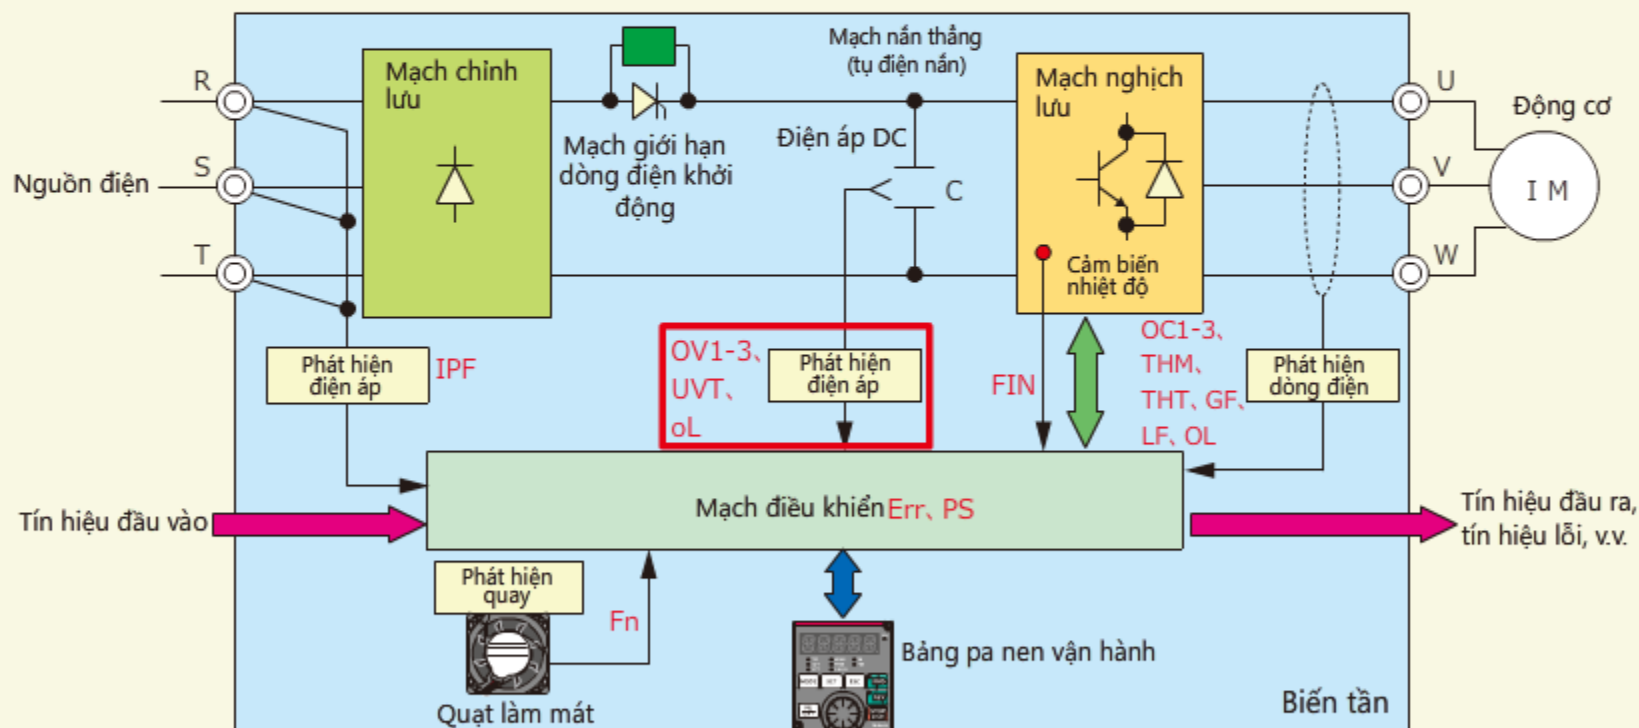 R
S
T
Nguồn điện
Mạch chỉnh
lưu
Mạch giới hạn
dòng điện khởi
động
Mạch nắn thẳng
(tụ điện nắn)
Điện áp DC
C
Mạch nghịch
lưu
Cảm biến
nhiệt độ
U
V
W
Động cơ
I M
Phát hiện
điện áp
IPF
OV1-3、
UVT、
oL
Phát hiện
điện áp
FIN
OC1-3、
THM、
THT、GF、
LF、OL
Phát hiện
dòng điện
Tín hiệu đầu vào
Mạch điều khiển Err、PS
Tín hiệu đầu ra,
tín hiệu lỗi, v.v.
Phát hiện
quay
Fn
Quạt làm mát
Bảng pa nen vận hành
Biến tần